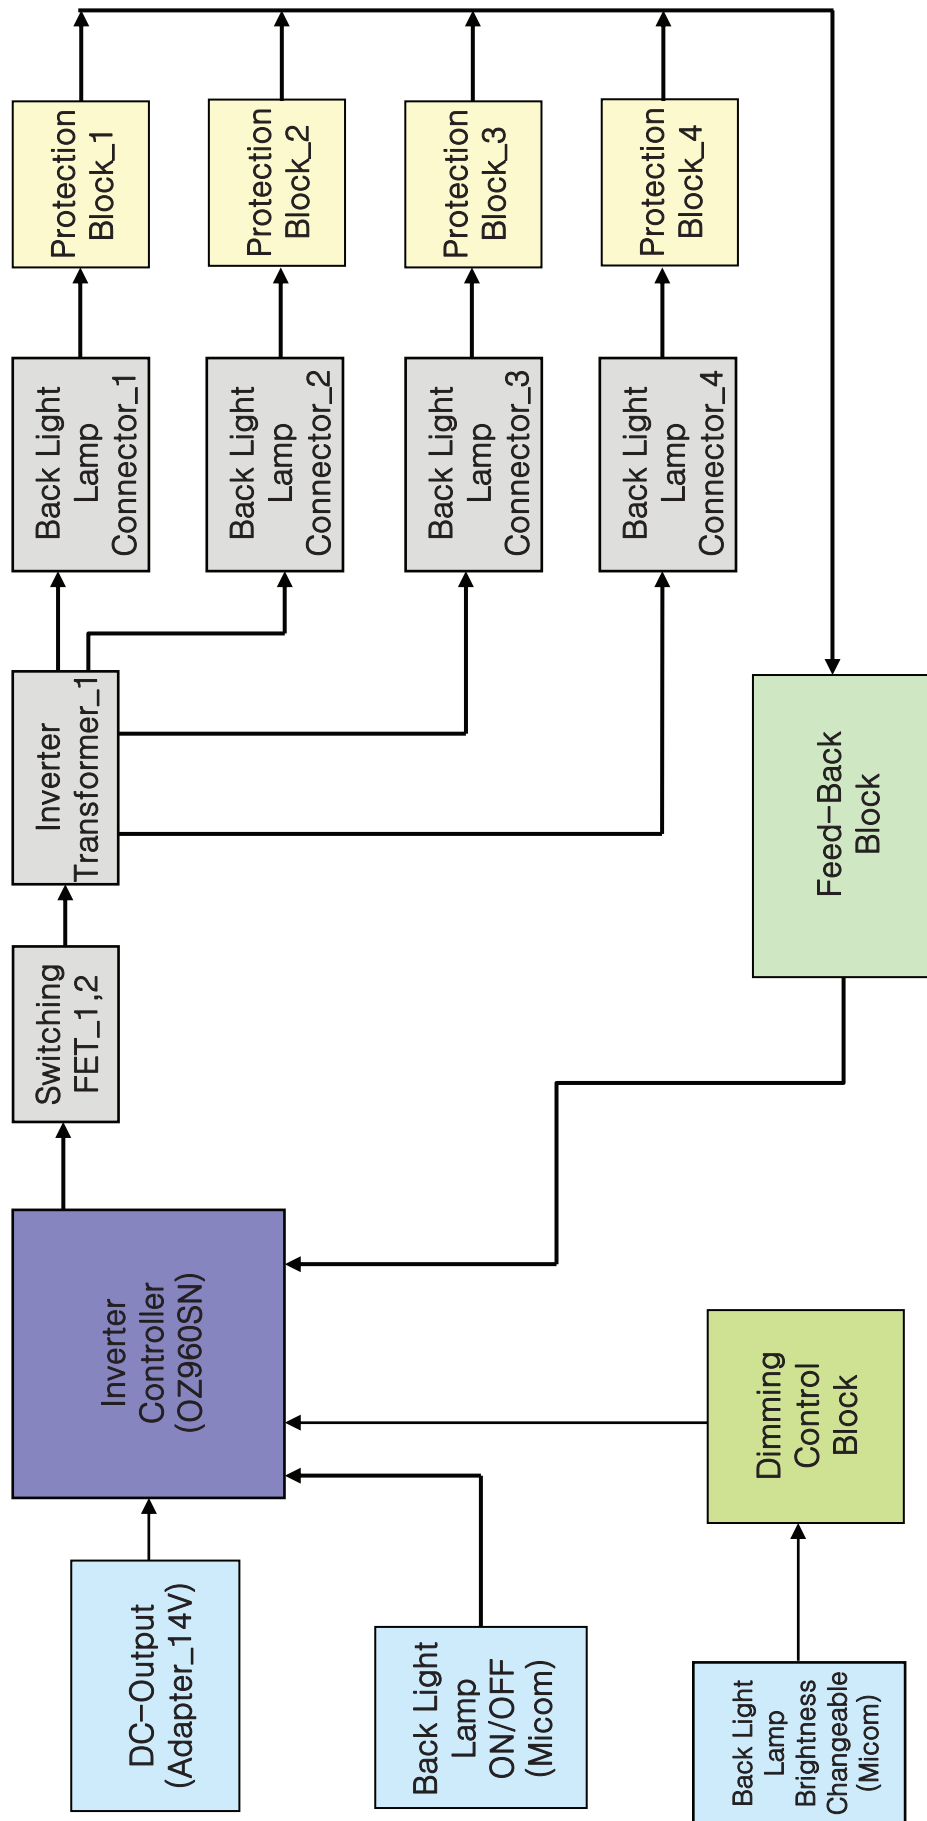 DC-Output
(Adapter_14V)
Back Light
Lamp
ON/OFF
(Micom)
Back Light
Lamp
Brightness
Changeable
(Micom)
Inverter
Controller
(OZ960SN)
Dimming
Control
Block
Switching
FET_1,2
Inverter
Transformer_1
Feed-Back
Block
Back Light
Lamp
Connector_1
Back Light
Lamp
Connector_2
Back Light
Lamp
Connector_3
Back Light
Lamp
Connector_4
Protection
Block_1
Protection
Block_2
Protection
Block_3
Protection
Block_4